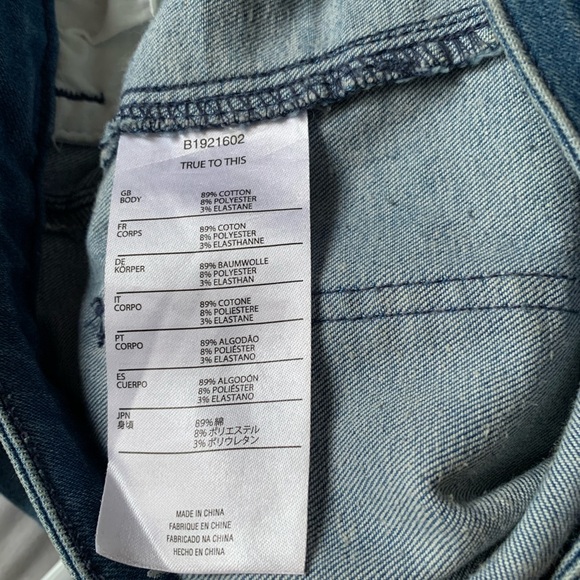 B1921602
TRUE TO THIS
GB
BODY
89% COTTON
8% POLYESTER
3% ELASTANE
FR
CORPS
89% COTON
8% POLYESTER
3% ELASTHANNE
DE
KÖRPER
89% BAUMWOLLE
8% POLYESTER
3% ELASTHAN
IT
CORPO
89% COTONE
8% POLIESTERE
3% ELASTANE
PT
CORPO
89% ALGODÃO
8% POLIÉSTER
3% ELASTANO
ES
CUERPO
89% ALGODÓN
8% POLIÉSTER
3% ELASTANO
JPN
身頃
89% 綿
8% ポリエステル
3% ポリウレタン
MADE IN CHINA
FABRIQUE EN CHINE
FABRICADO NA CHINA
HECHO EN CHINA